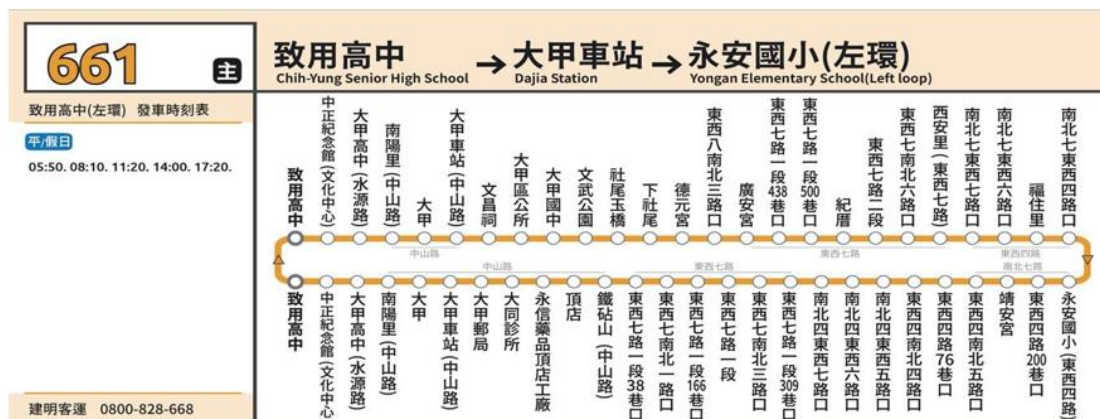 661 主
致用高中 → 大甲車站 → 永安國小(左環)
Chih-Yung Senior High School Dajia Station Yongan Elementary School(Left loop)
致用高中(左環) 發車時刻表
平/假日
05:50. 08:10. 11:20. 14:00. 17:20.
建明客運 0800-828-668
致用高中
中正紀念館(文化中心)
大甲高中(水源路)
南陽里(中山路)
大甲
大甲車站(中山路)
文昌祠
大甲區公所
大甲國中
文武公園
社尾玉橋
下社尾
德元宮
東西八南北三路口
廣安宮
東西七路一段438巷口
東西七路一段500巷口
紀厝
東西七路二段
東西七南北六路口
西安里(東西七路)
南北七東西七路口
南北七東西六路口
福住里
南北七東西四路口
中山路
東西七路
東西四路
中山路
東西七路
南北七路
致用高中
中正紀念館(文化中心)
大甲高中(水源路)
南陽里(中山路)
大甲
大甲車站(中山路)
大甲郵局
大同診所
永信藥品頂店工廠
頂店
鐵砧山(中山路)
東西七路一段38巷口
東西七南北一路口
東西七路一段166巷口
東西七路一段
東西七南北三路口
東西七路一段309巷口
南北四東西七路口
南北四東西六路口
南北四東西五路口
東西四南北四路口
東西四路76巷口
東西四南北五路口
靖安宮
東西四路200巷口
永安國小(東西四路)